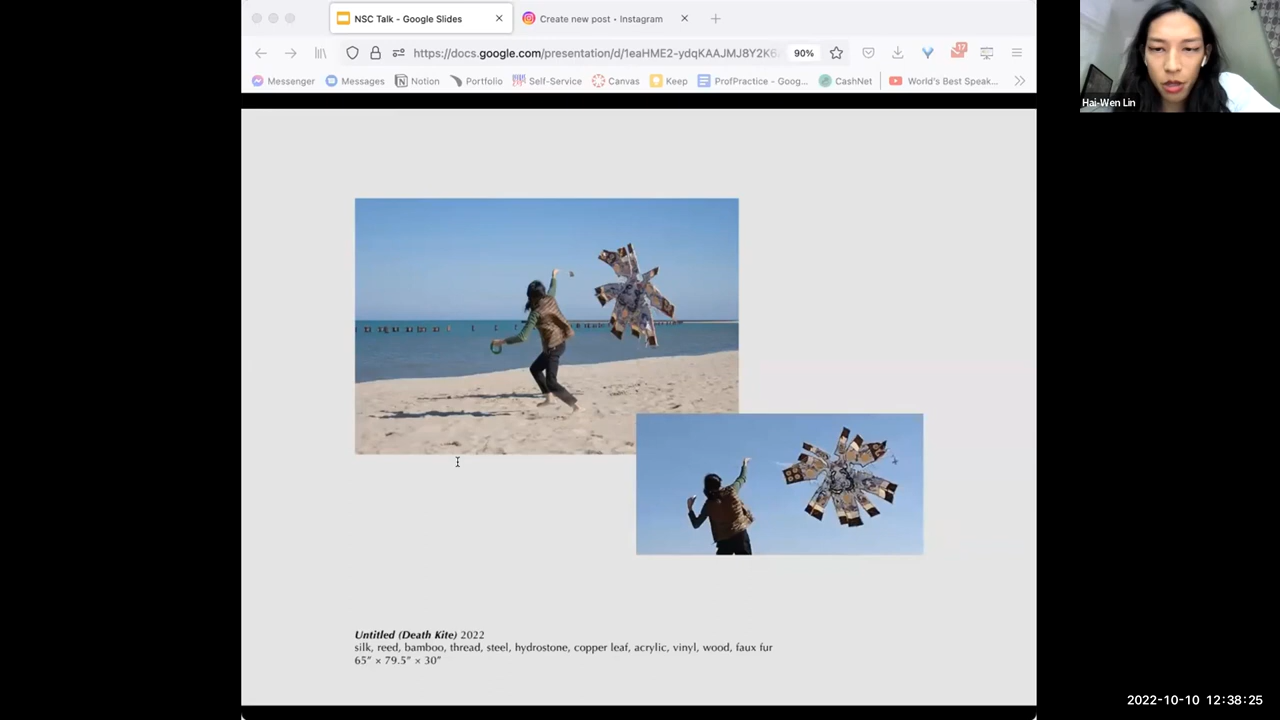 NSC Talk - Google Slides
Create new post • Instagram
https://docs.google.com/presentation/d/1eaHME2-ydqKAAJMJ8Y2K6
90%
17
Messenger
Messages
Notion
Portfolio
Self-Service
Canvas
Keep
ProfPractice - Goog...
CashNet
World's Best Speak...
Hai-Wen Lin
Untitled (Death Kite) 2022
silk, reed, bamboo, thread, steel, hydrostone, copper leaf, acrylic, vinyl, wood, faux fur
65" × 79.5" × 30"
2022-10-10 12:38:25